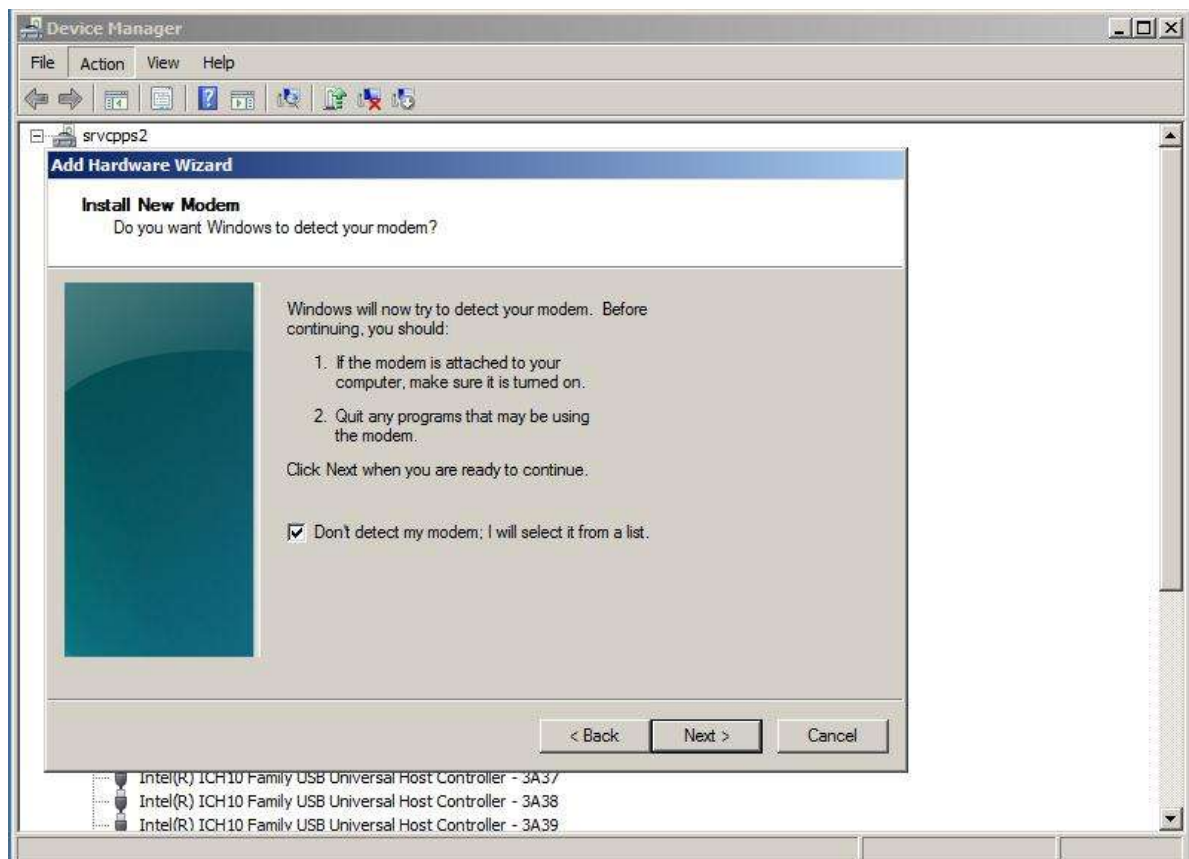 Device Manager
File Action View Help
srvcpps2
Add Hardware Wizard
Install New Modem
Do you want Windows to detect your modem?
Windows will now try to detect your modem. Before
continuing, you should:
1. If the modem is attached to your
computer, make sure it is turned on.
2. Quit any programs that may be using
the modem.
Click Next when you are ready to continue.
Don't detect my modem; I will select it from a list.
< Back Next > Cancel
Intel(R) ICH10 Family USB Universal Host Controller - 3A37
Intel(R) ICH10 Family USB Universal Host Controller - 3A38
Intel(R) ICH10 Family USB Universal Host Controller - 3A39